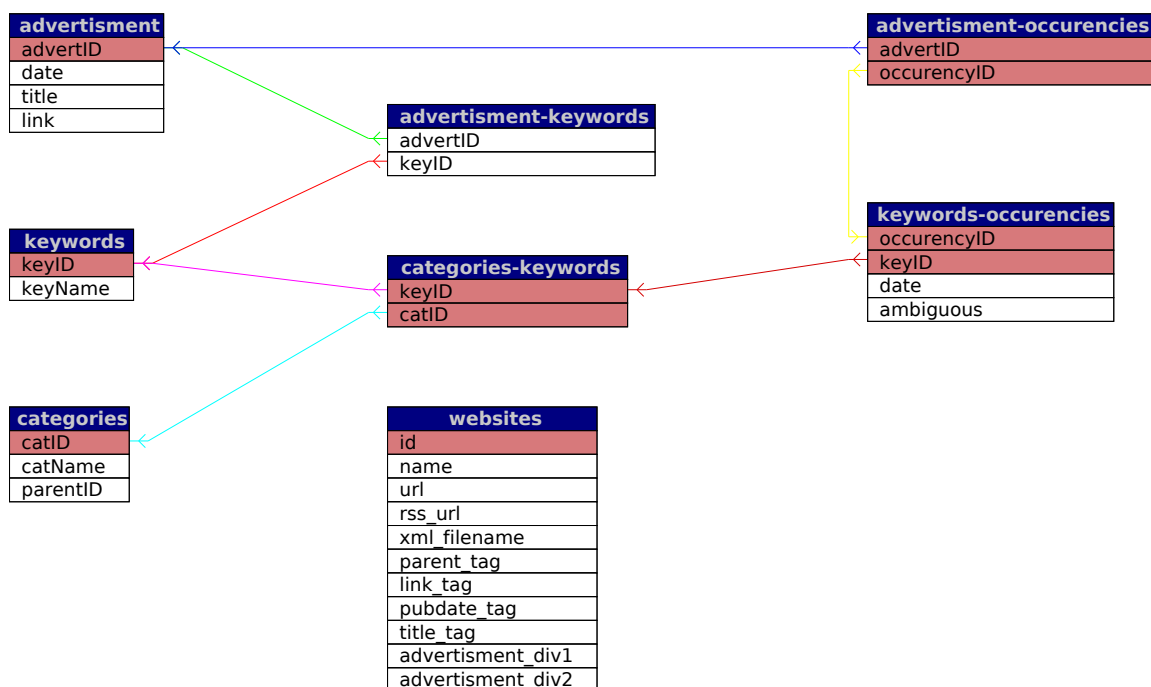 advertisment
advertID
date
title
link
advertisment-occurencies
advertID
occurencyID
advertisment-keywords
advertID
keyID
keywords
keyID
keyName
categories-keywords
keyID
catID
keywords-occurencies
occurencyID
keyID
date
ambiguous
categories
catID
catName
parentID
websites
id
name
url
rss_url
xml_filename
parent_tag
link_tag
pubdate_tag
title_tag
advertisment_div1
advertisment_div2